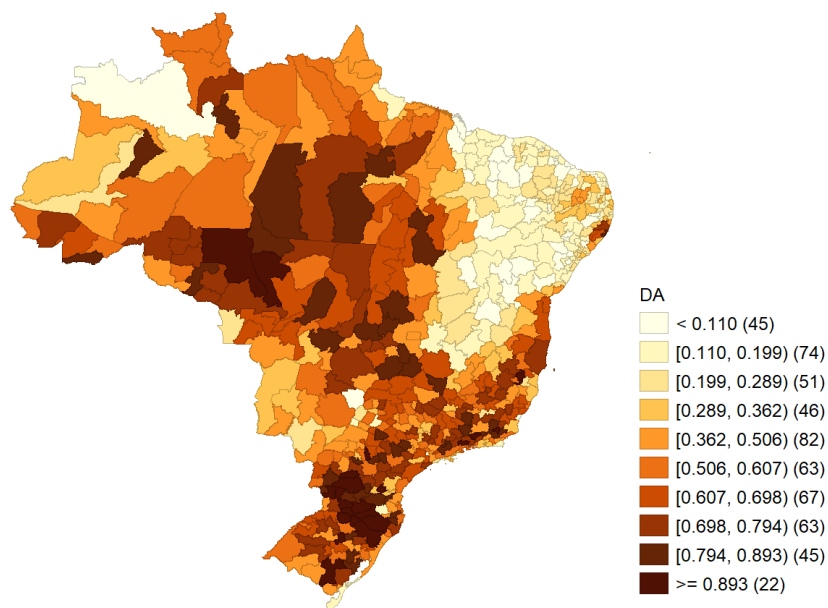 DA
< 0.110 (45)
[0.110, 0.199) (74)
[0.199, 0.289) (51)
[0.289, 0.362) (46)
[0.362, 0.506) (82)
[0.506, 0.607) (63)
[0.607, 0.698) (67)
[0.698, 0.794) (63)
[0.794, 0.893) (45)
>= 0.893 (22)